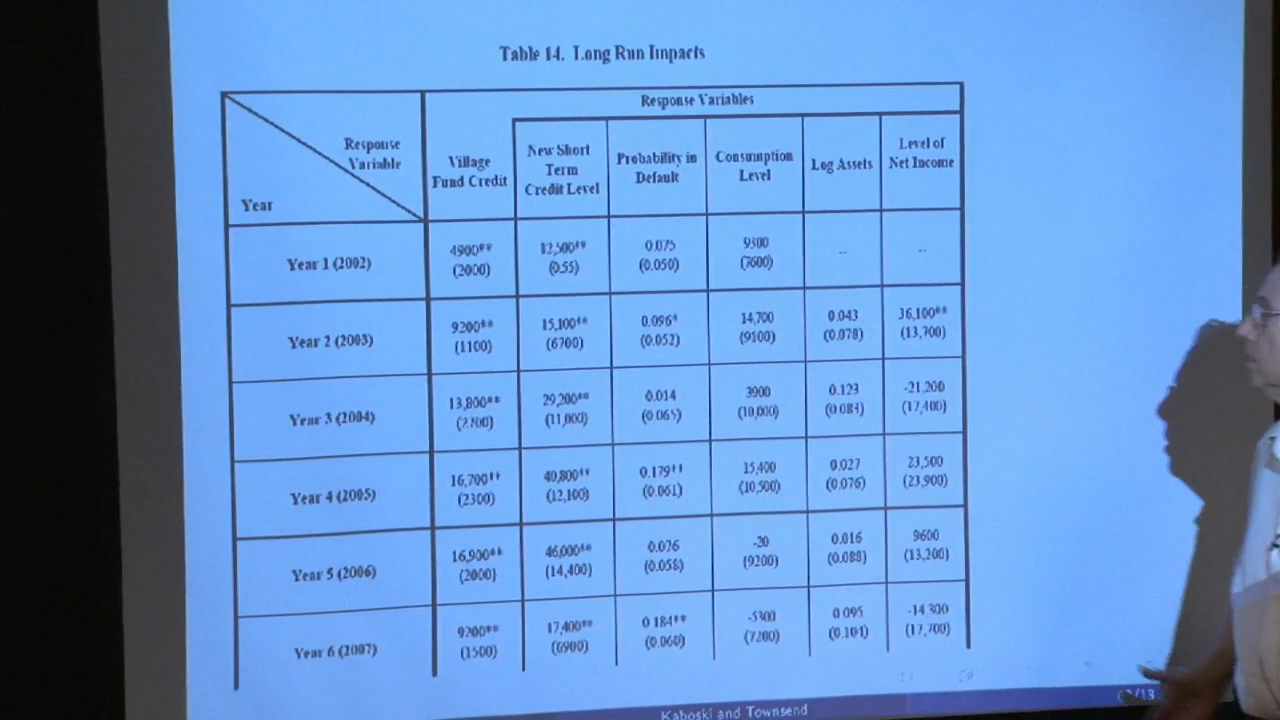 Table 14. Long Run Impacts
Response Variables
Response Variable
Year
Village Fund Credit
New Short Term Credit Level
Probability in Default
Consumption Level
Log Assets
Level of Net Income
Year 1 (2002) 4900** 12,500** 0.075 9300 -- --
(2000) (0.55) (0.050) (7600)
Year 2 (2003) 9200** 15,100** 0.096* 14,700 0.043 36,100**
(1100) (6700) (0.052) (9100) (0.078) (13,700)
Year 3 (2004) 13,800** 29,200** 0.014 3900 0.123 -21,200
(11,000) (0.065) (10,000) (17,400)
Year 4 (2005) 16,700** 40,800** 0.179** 15,400 0.027 23,500
(2300) (12,100) (0.061) (10,500) (0.076) (23,900)
Year 5 (2006) 16,900** 46,000** 0.076 -20 0.016 9600
(2000) (14,400) (0.058) (9200) (0.088) (13,200)
Year 6 (2007) 9200** 17,400** 0.184** -5300 0.095 -14,300
(1500) (6900) (0.060) (7200) (0.104) (17,700)
Kaboski and Townsend
/13